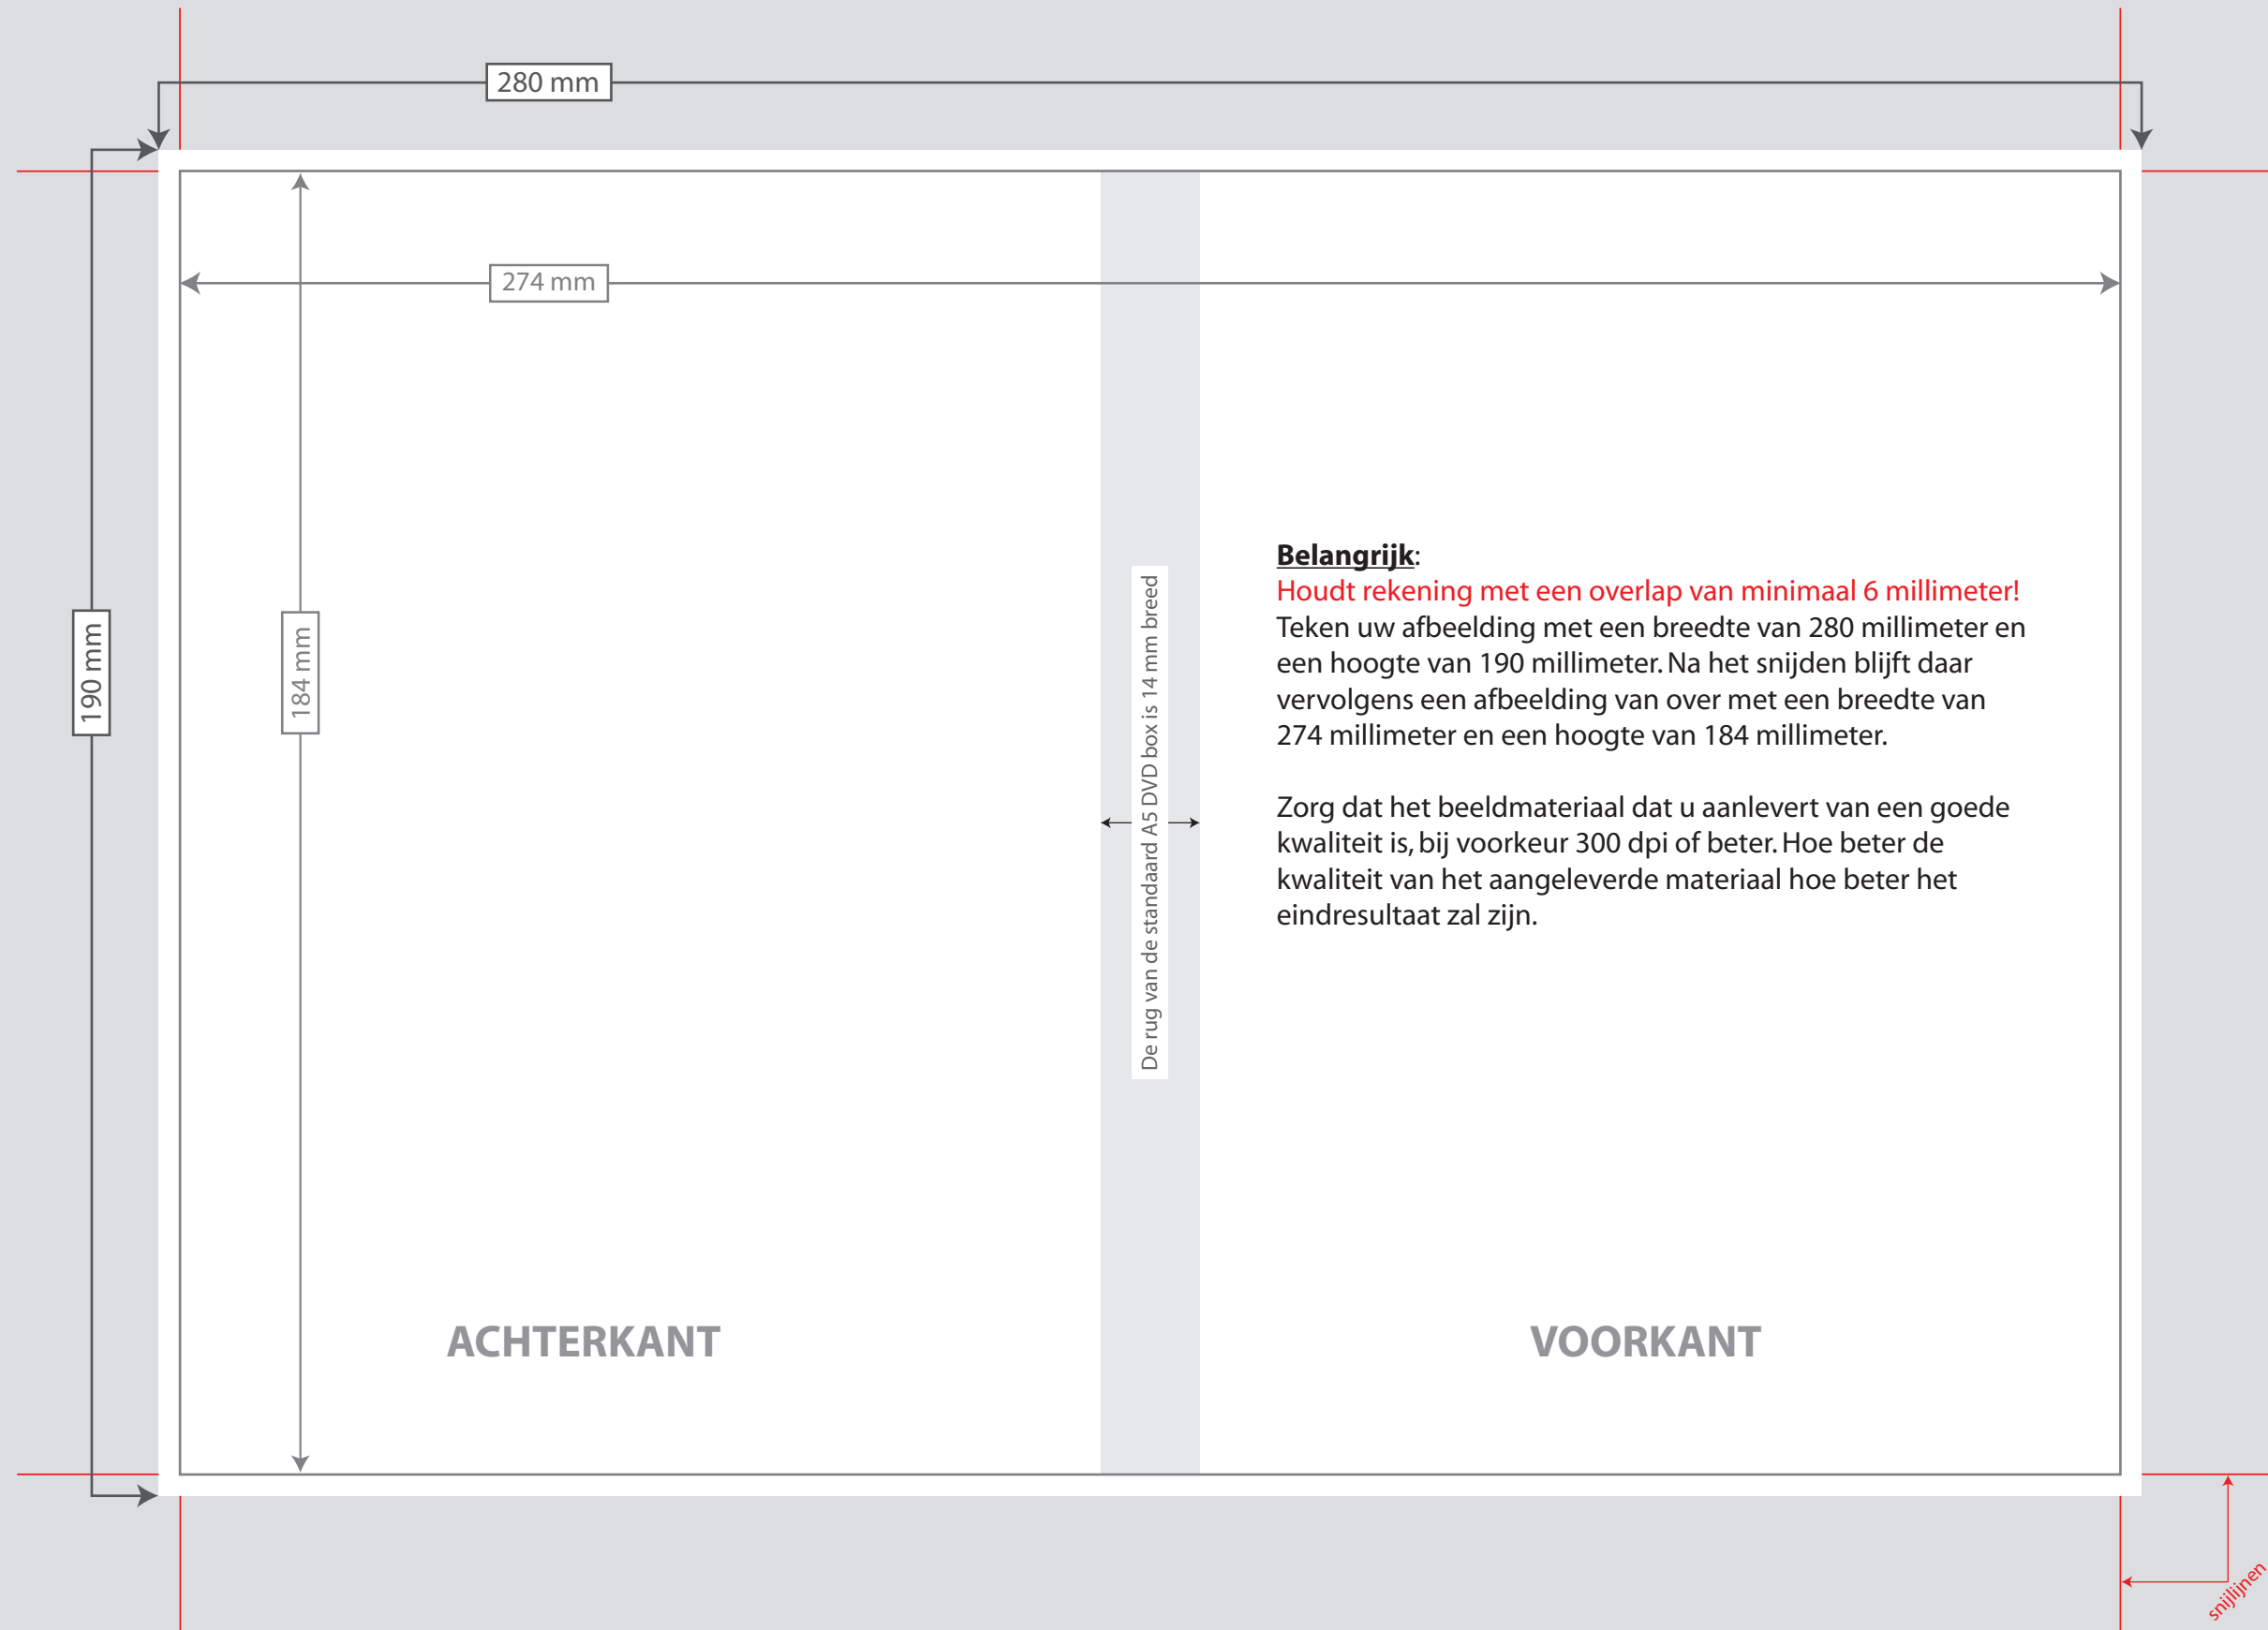 280 mm
274 mm
190 mm
184 mm
De rug van de standaard A5 DVD box is 14 mm breed
Belangrijk:
Houdt rekening met een overlap van minimaal 6 millimeter!
Teken uw afbeelding met een breedte van 280 millimeter en
een hoogte van 190 millimeter. Na het snijden blijft daar
vervolgens een afbeelding van over met een breedte van
274 millimeter en een hoogte van 184 millimeter.
Zorg dat het beeldmateriaal dat u aanlevert van een goede
kwaliteit is, bij voorkeur 300 dpi of beter. Hoe beter de
kwaliteit van het aangeleverde materiaal hoe beter het
eindresultaat zal zijn.
ACHTERKANT
VOORKANT
snijlijnen